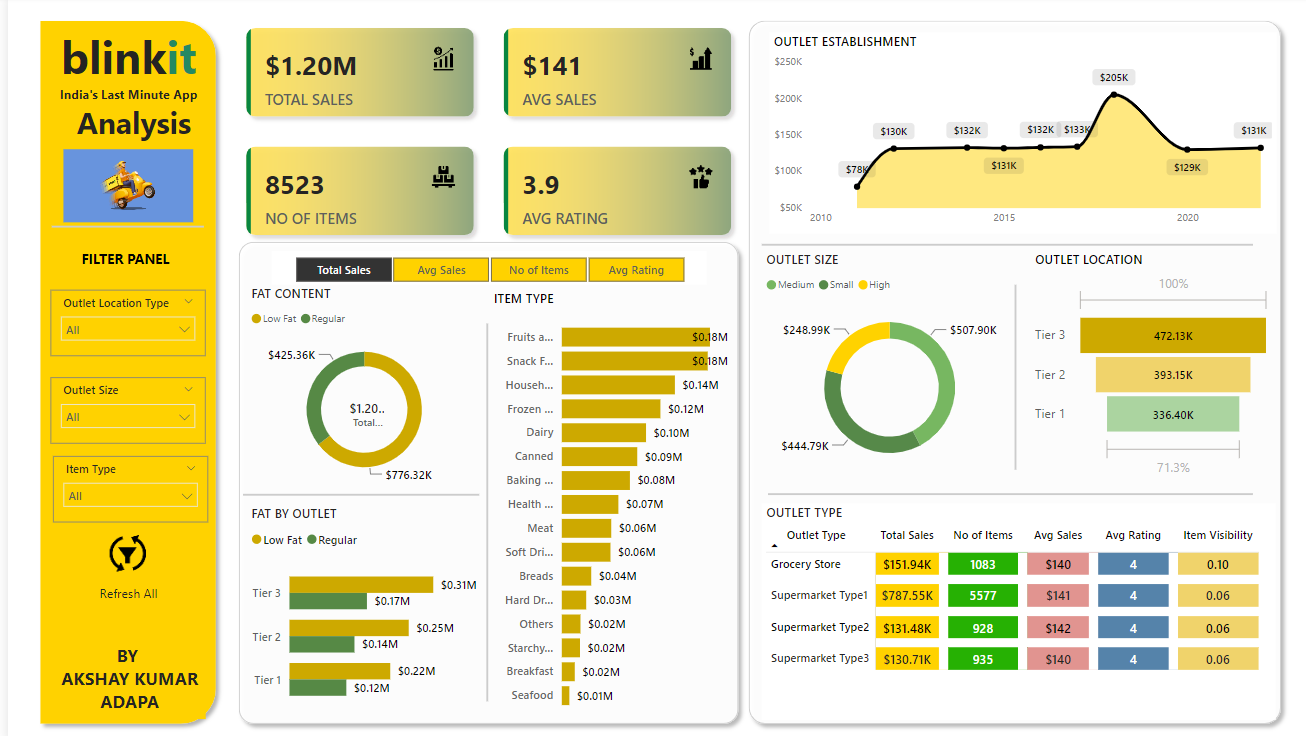 blinkit
India's Last Minute App
Analysis
FILTER PANEL
Outlet Location Type
All
Outlet Size
All
Item Type
All
Refresh All
BY
AKSHAY KUMAR
ADAPA
$1.20M
TOTAL SALES
$141
AVG SALES
8523
NO OF ITEMS
3.9
AVG RATING
Total Sales Avg Sales No of Items Avg Rating
FAT CONTENT
Low Fat Regular
$425.36K
$1.20..
Total...
$776.32K
FAT BY OUTLET
Low Fat Regular
Tier 3 $0.31M
$0.17M
Tier 2 $0.25M
$0.14M
Tier 1 $0.22M
$0.12M
ITEM TYPE
Fruits a... $0.18M
Snack F... $0.18M
Househ... $0.14M
Frozen ... $0.12M
Dairy $0.10M
Canned $0.09M
Baking ... $0.08M
Health ... $0.07M
Meat $0.06M
Soft Dri... $0.06M
Breads $0.04M
Hard Dr... $0.03M
Others $0.02M
Starchy... $0.02M
Breakfast $0.02M
Seafood $0.01M
OUTLET ESTABLISHMENT
$250K
$200K
$150K
$100K
$50K
$78K
$130K
$132K
$131K
$132K
$133K
$205K
$129K
$131K
2010 2015 2020
OUTLET SIZE
Medium Small High
$248.99K
$507.90K
$444.79K
OUTLET LOCATION
100%
Tier 3 472.13K
Tier 2 393.15K
Tier 1 336.40K
71.3%
OUTLET TYPE
Outlet Type Total Sales No of Items Avg Sales Avg Rating Item Visibility
Grocery Store $151.94K 1083 $140 4 0.10
Supermarket Type1 $787.55K 5577 $141 4 0.06
Supermarket Type2 $131.48K 928 $142 4 0.06
Supermarket Type3 $130.71K 935 $140 4 0.06